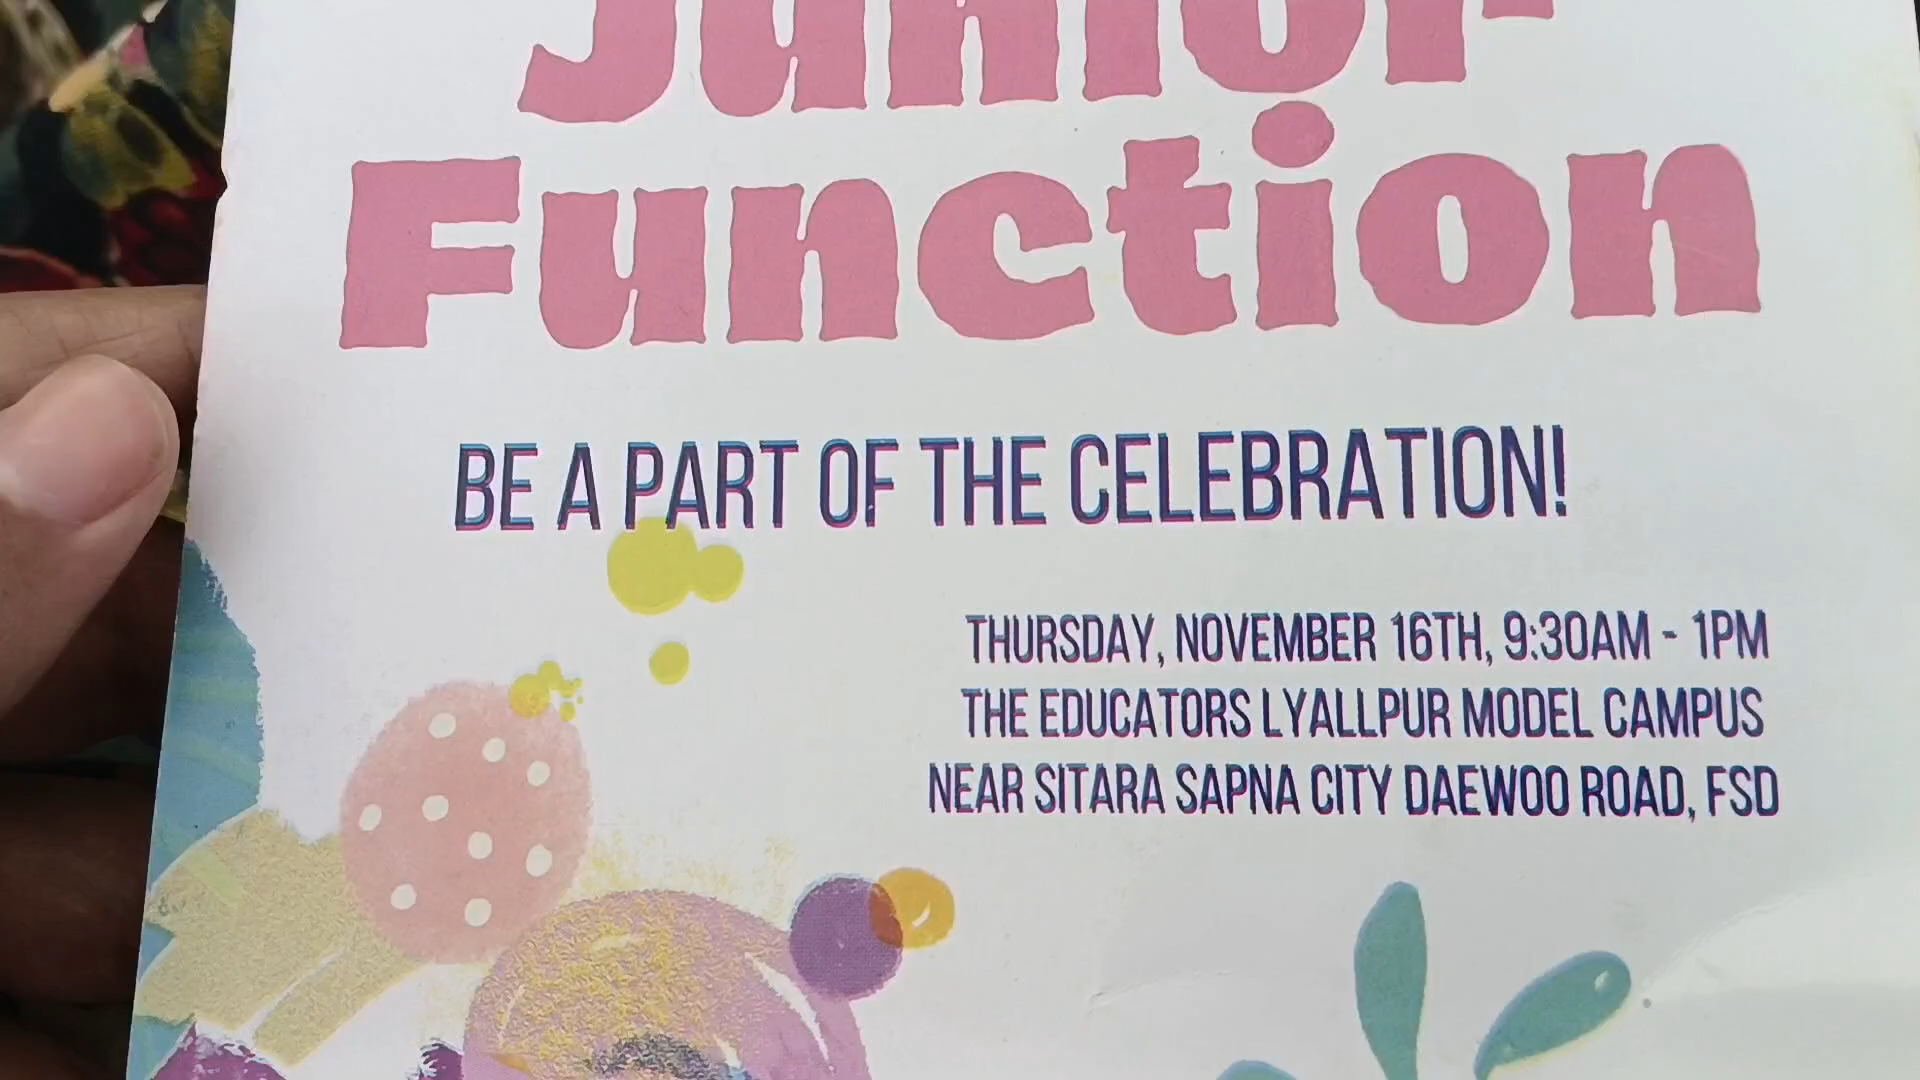 Junior
Function
BE A PART OF THE CELEBRATION!
THURSDAY, NOVEMBER 16TH, 9:30AM - 1PM
THE EDUCATORS LYALLPUR MODEL CAMPUS
NEAR SITARA SAPNA CITY DAEWOO ROAD, FSD